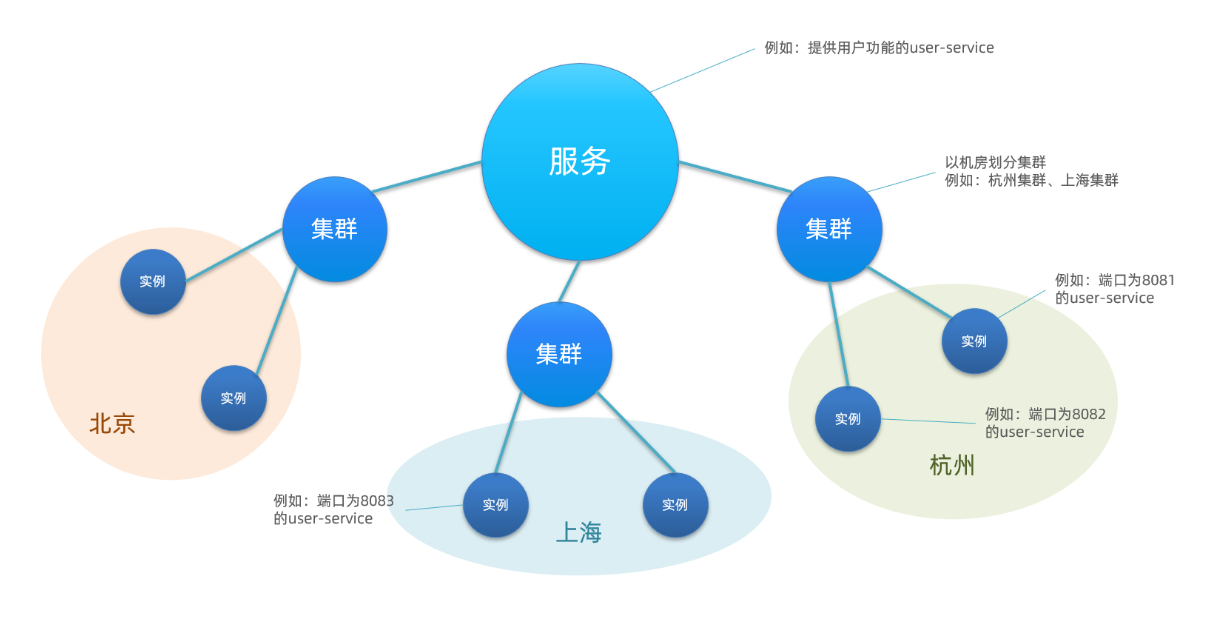 例如：提供用户功能的user-service
服务
以机房划分集群
例如：杭州集群、上海集群
集群
集群
实例
例如：端口为8081
的user-service
实例
集群
实例
实例
例如：端口为8082
的user-service
北京
实例
杭州
例如：端口为8083
的user-service
实例
实例
上海